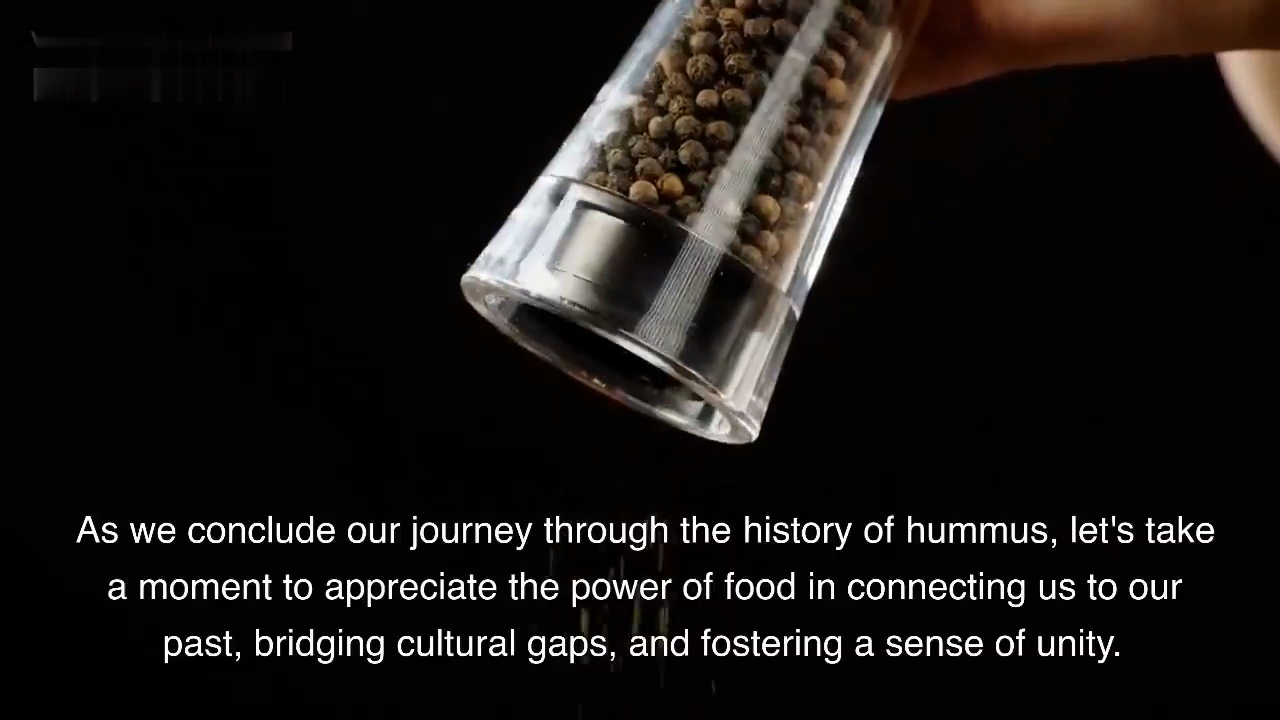 As we conclude our journey through the history of hummus, let's take
a moment to appreciate the power of food in connecting us to our
past, bridging cultural gaps, and fostering a sense of unity.